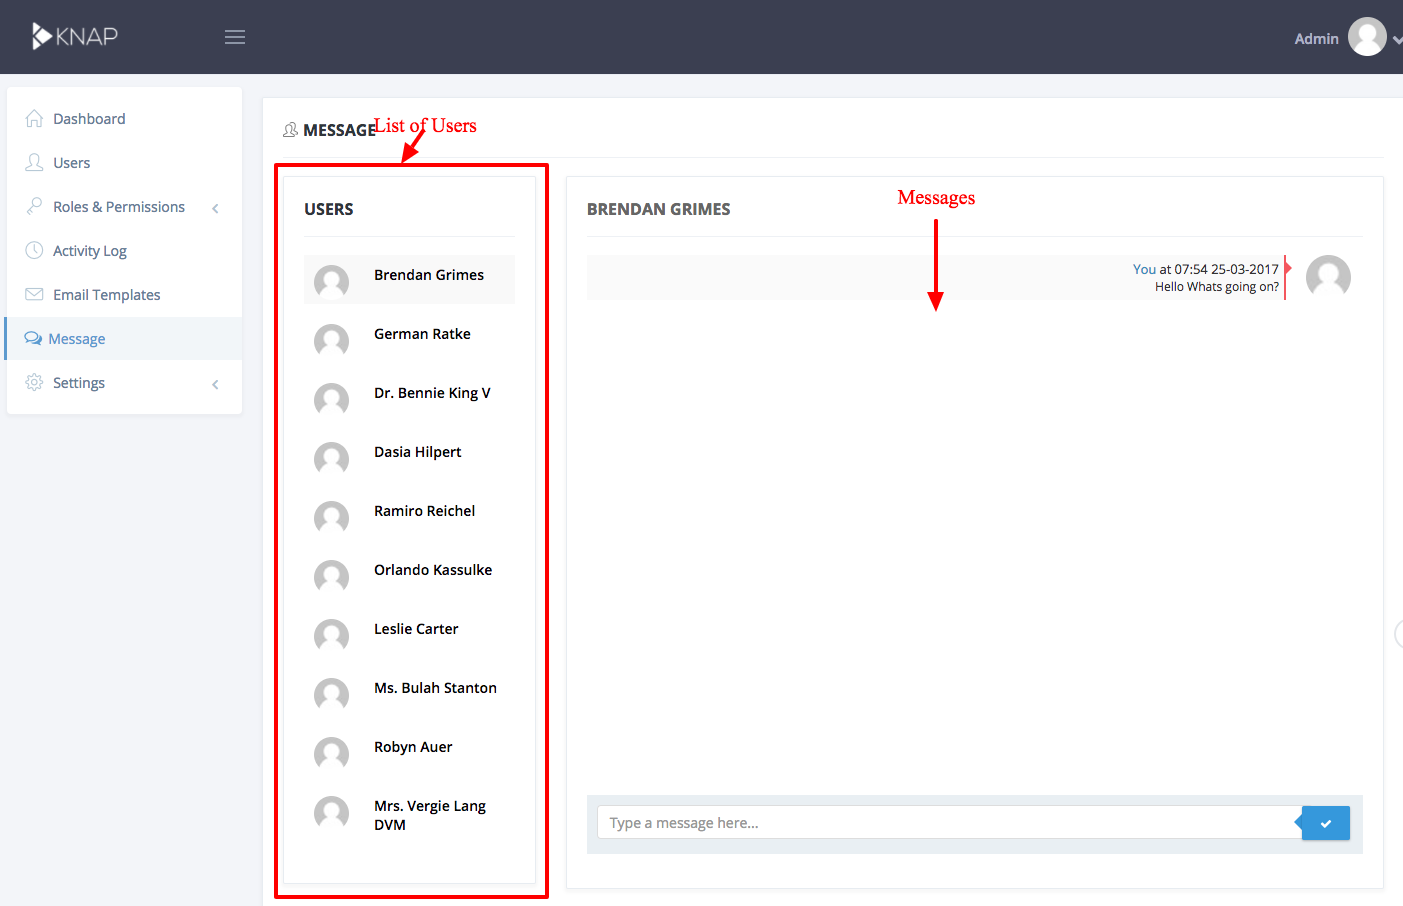 KNAP
Admin
Dashboard
Users
Roles & Permissions
Activity Log
Email Templates
Message
Settings
MESSAGE
List of Users
USERS
Brendan Grimes
German Ratke
Dr. Bennie King V
Dasia Hilpert
Ramiro Reichel
Orlando Kassulke
Leslie Carter
Ms. Bulah Stanton
Robyn Auer
Mrs. Vergie Lang
DVM
BRENDAN GRIMES
Messages
You at 07:54 25-03-2017
Hello Whats going on?
Type a message here...